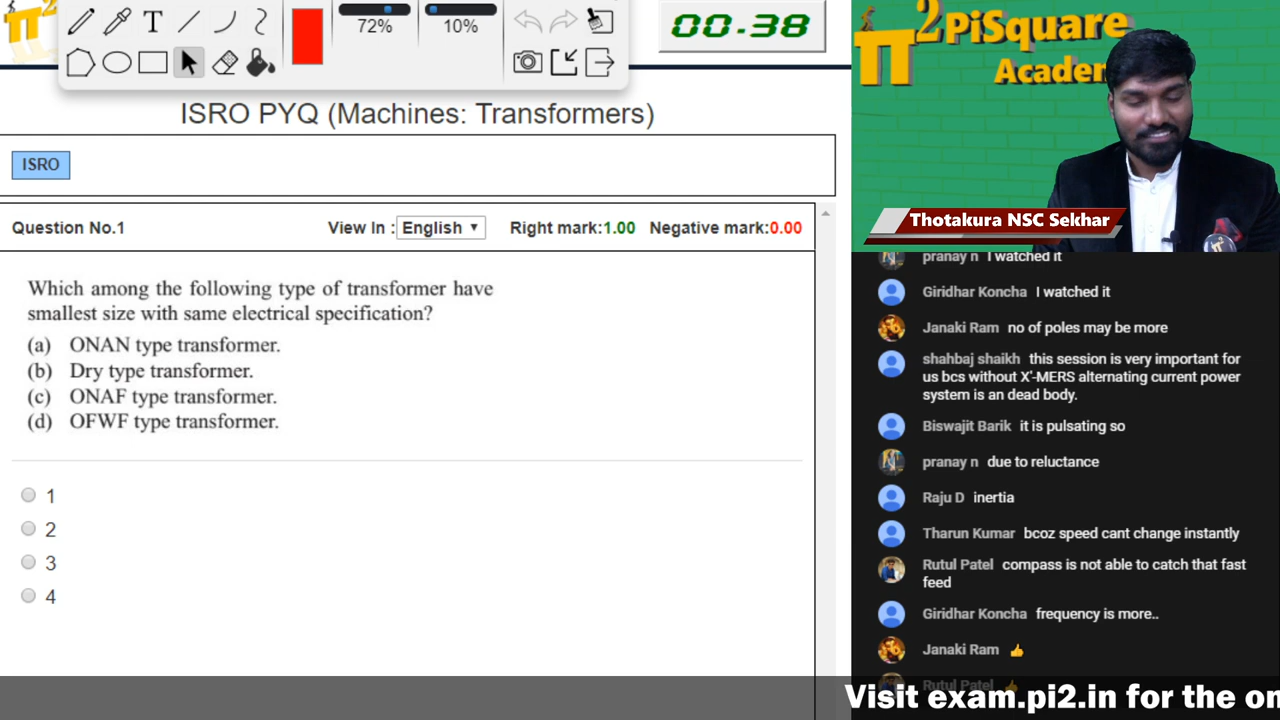 T
72%
10%
00:38
π2 PiSquare
Academ
ISRO PYQ (Machines: Transformers)
ISRO
Question No.1
View In : English ▼
Right mark:1.00
Negative mark:0.00
Which among the following type of transformer have
smallest size with same electrical specification?
(a) ONAN type transformer.
(b) Dry type transformer.
(c) ONAF type transformer.
(d) OFWF type transformer.
1
2
3
4
Thotakura NSC Sekhar
pranay n I watched it
Giridhar Koncha I watched it
Janaki Ram no of poles may be more
shahbaj shaikh this session is very important for
us bcs without X'-MERS alternating current power
system is an dead body.
Biswajit Barik it is pulsating so
pranay n due to reluctance
Raju D inertia
Tharun Kumar bcoz speed cant change instantly
Rutul Patel compass is not able to catch that fast
feed
Giridhar Koncha frequency is more..
Janaki Ram 👍
Rutul Patel 👍
Visit exam.pi2.in for the on